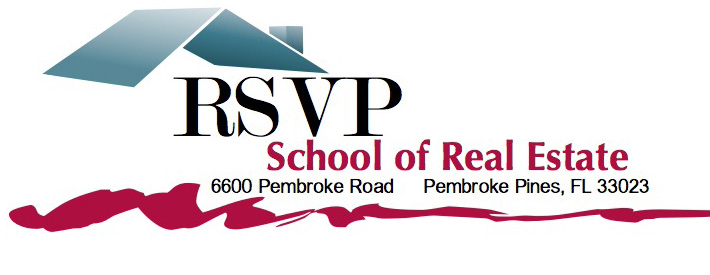 RSVP
School of Real Estate
6600 Pembroke Road Pembroke Pines, FL 33023